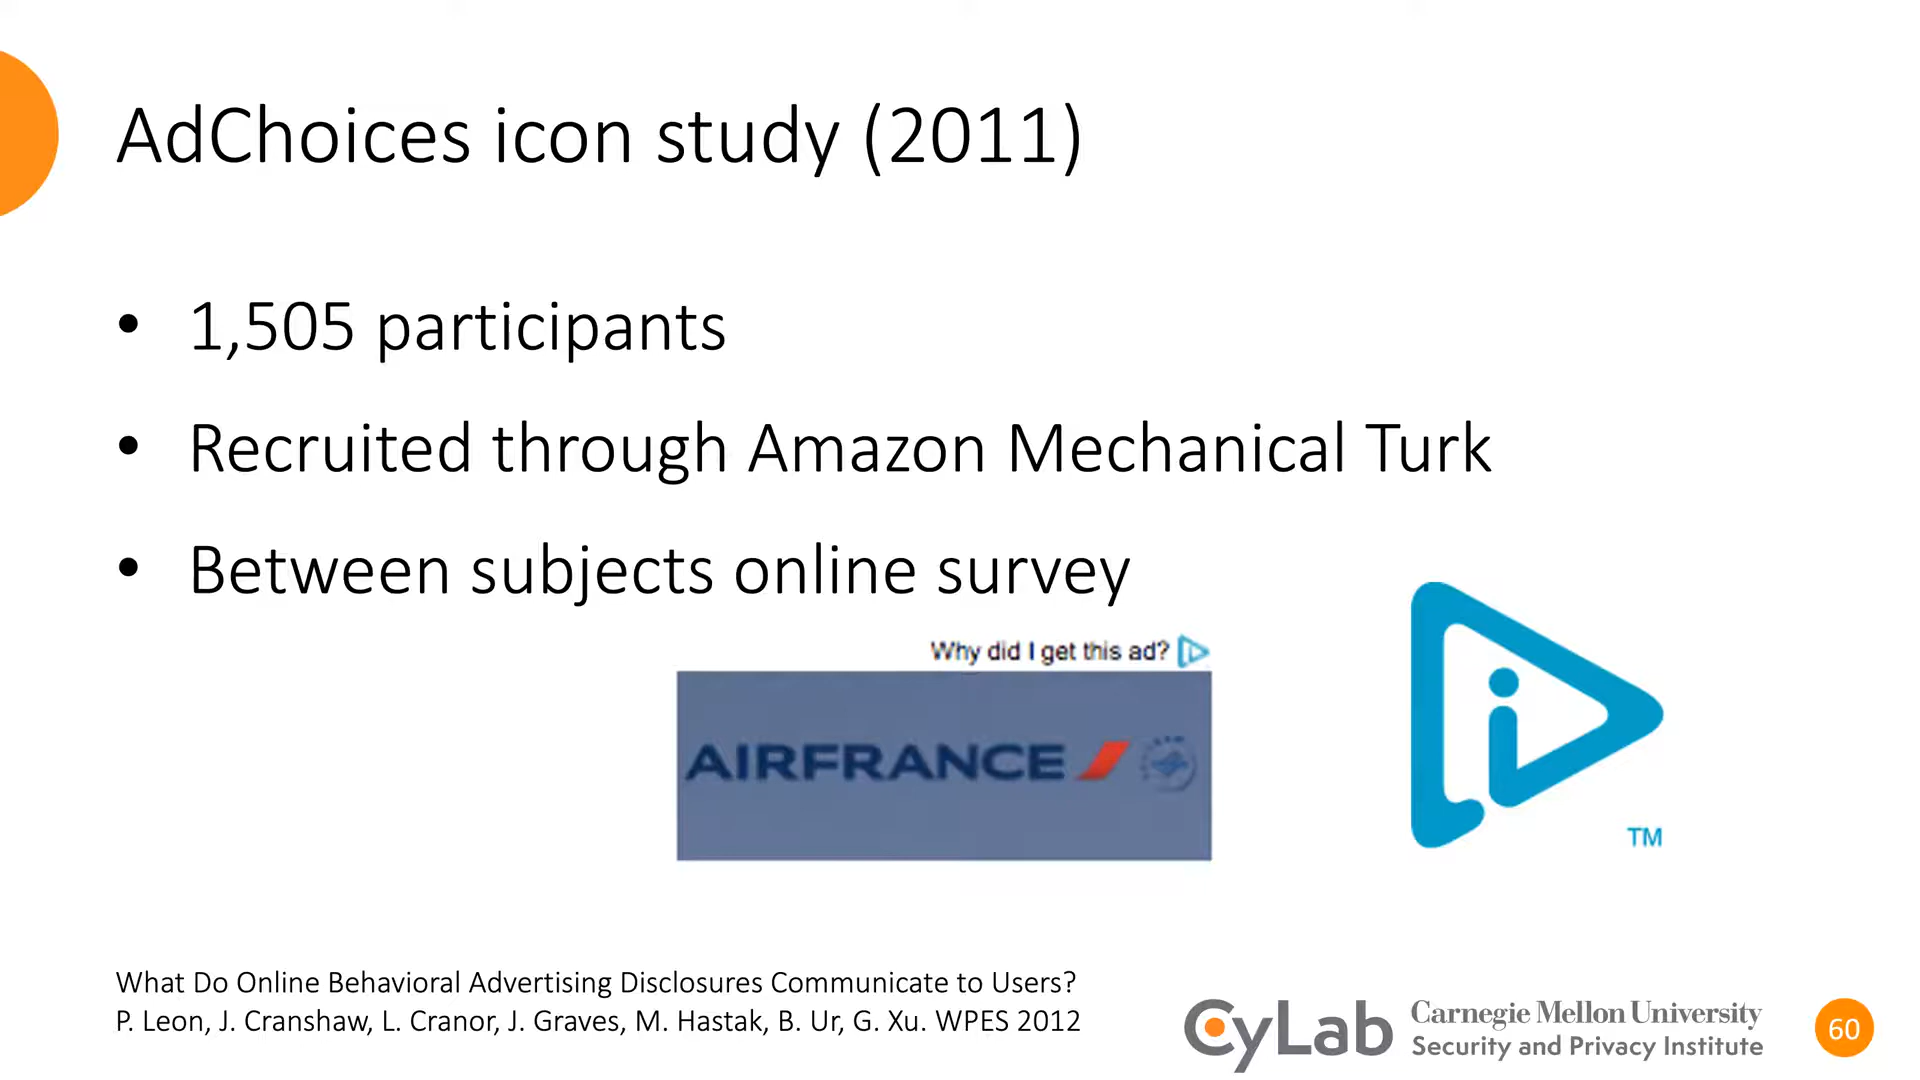 AdChoices icon study (2011)
• 1,505 participants
• Recruited through Amazon Mechanical Turk
• Between subjects online survey
Why did I get this ad?
AIRFRANCE
i
TM
What Do Online Behavioral Advertising Disclosures Communicate to Users?
P. Leon, J. Cranshaw, L. Cranor, J. Graves, M. Hastak, B. Ur, G. Xu. WPES 2012
CyLab
Carnegie Mellon University
Security and Privacy Institute
60